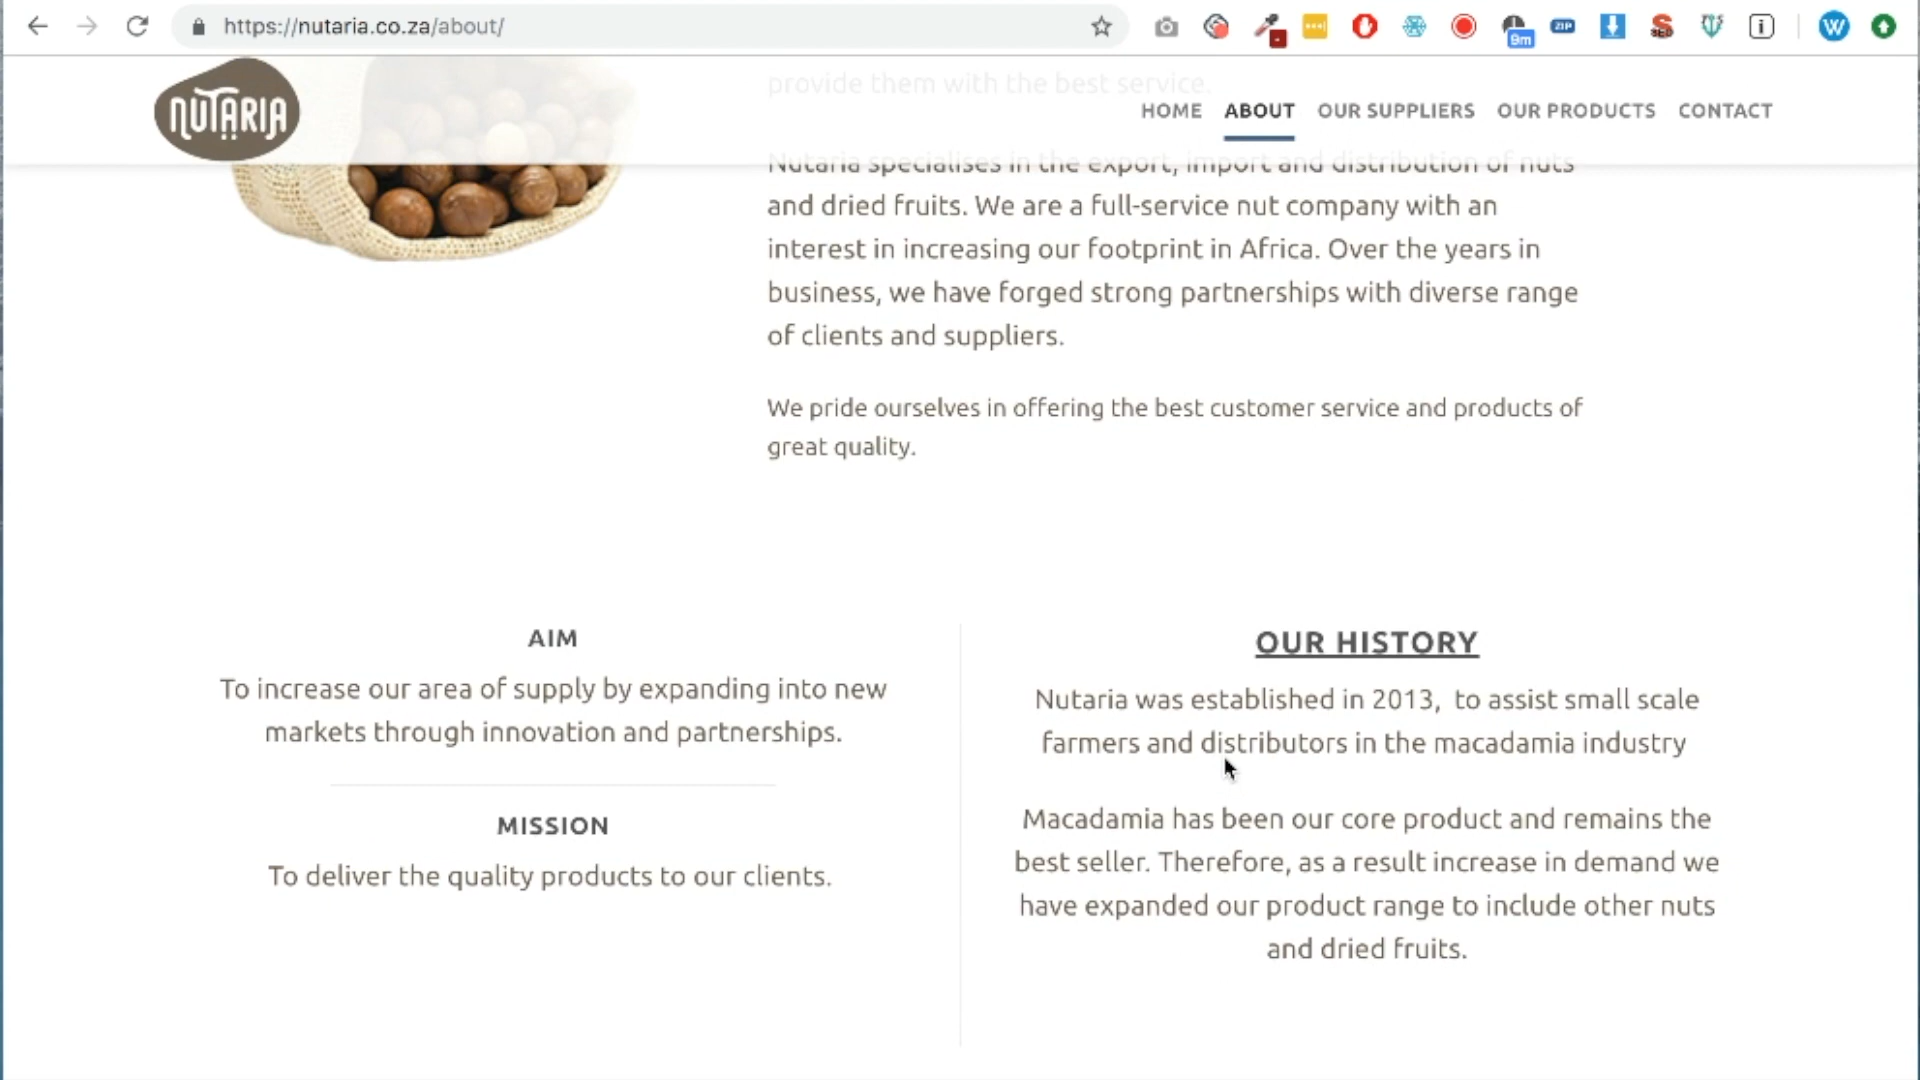 https://nutaria.co.za/about/
9m
ZIP
SEO
W
NUTARIA
provide them with the best service.
HOME ABOUT OUR SUPPLIERS OUR PRODUCTS CONTACT
Nutaria specialises in the export, import and distribution of nuts
and dried fruits. We are a full-service nut company with an
interest in increasing our footprint in Africa. Over the years in
business, we have forged strong partnerships with diverse range
of clients and suppliers.
We pride ourselves in offering the best customer service and products of
great quality.
AIM
To increase our area of supply by expanding into new
markets through innovation and partnerships.
MISSION
To deliver the quality products to our clients.
OUR HISTORY
Nutaria was established in 2013,  to assist small scale
farmers and distributors in the macadamia industry
Macadamia has been our core product and remains the
best seller. Therefore, as a result increase in demand we
have expanded our product range to include other nuts
and dried fruits.